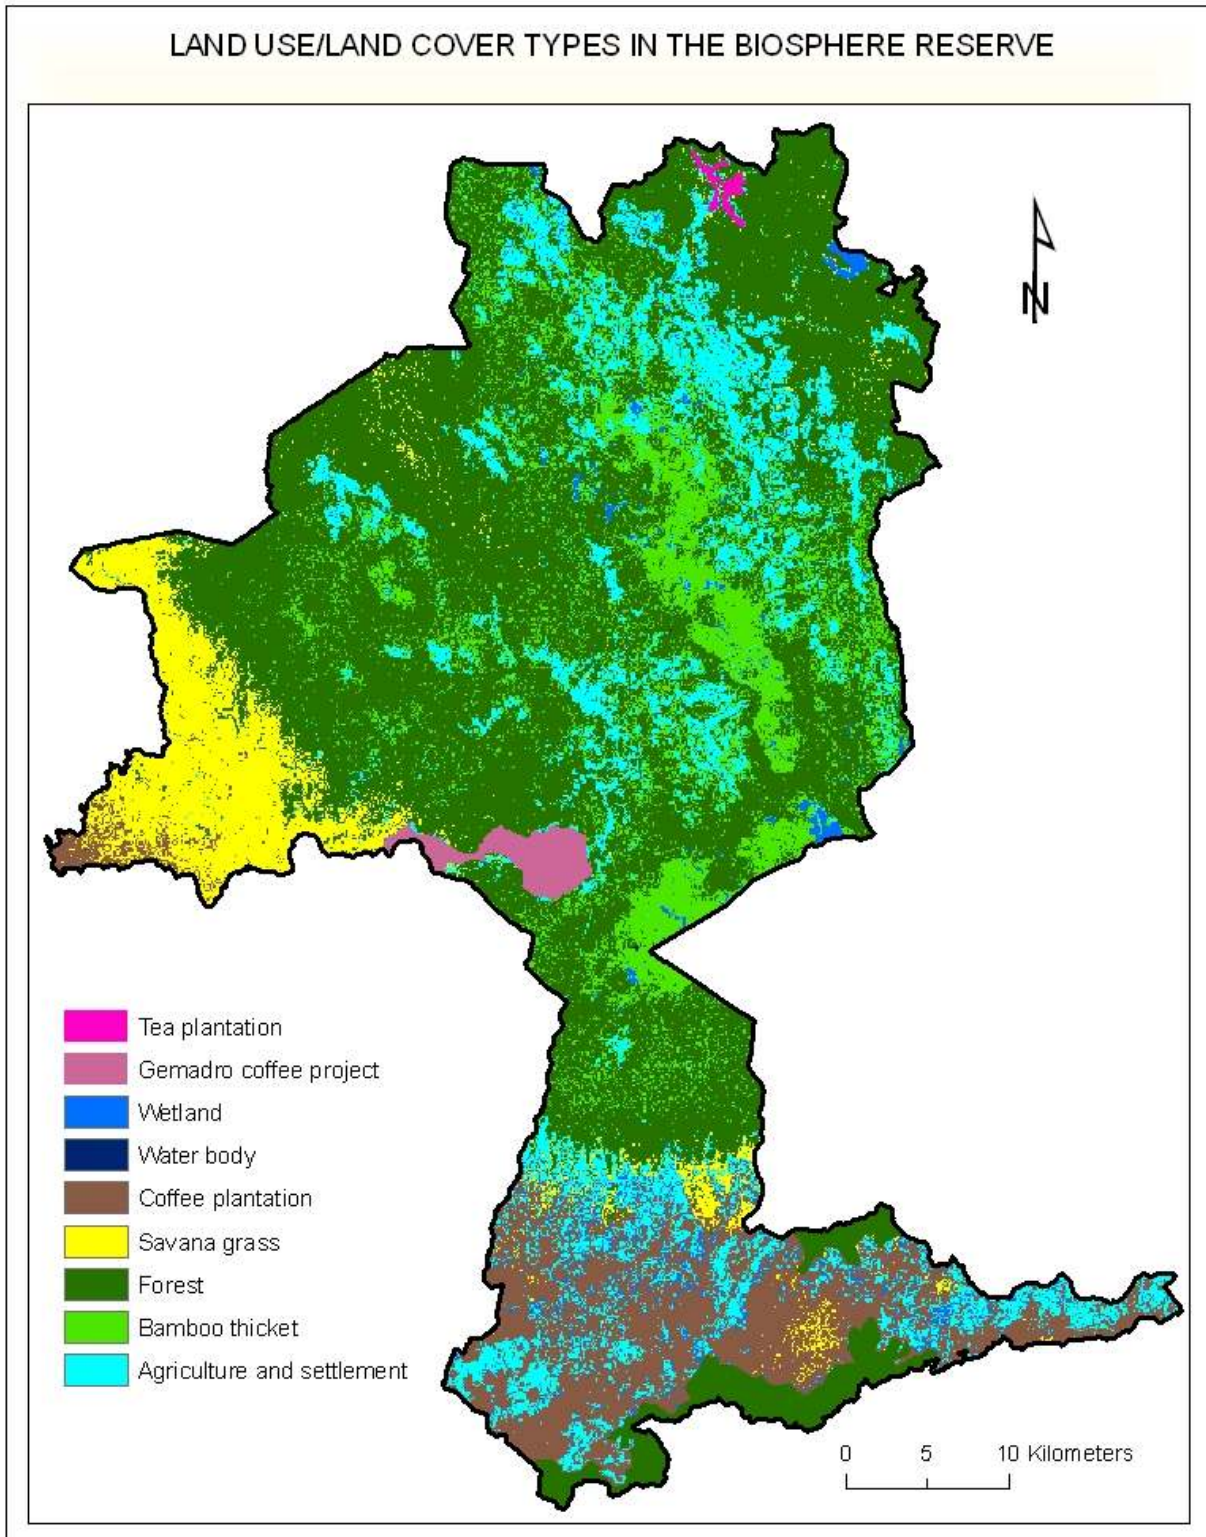 LAND USE/LAND COVER TYPES IN THE BIOSPHERE RESERVE
N
Tea plantation
Gemadro coffee project
Wetland
Water body
Coffee plantation
Savana grass
Forest
Bamboo thicket
Agriculture and settlement
0 5 10 Kilometers